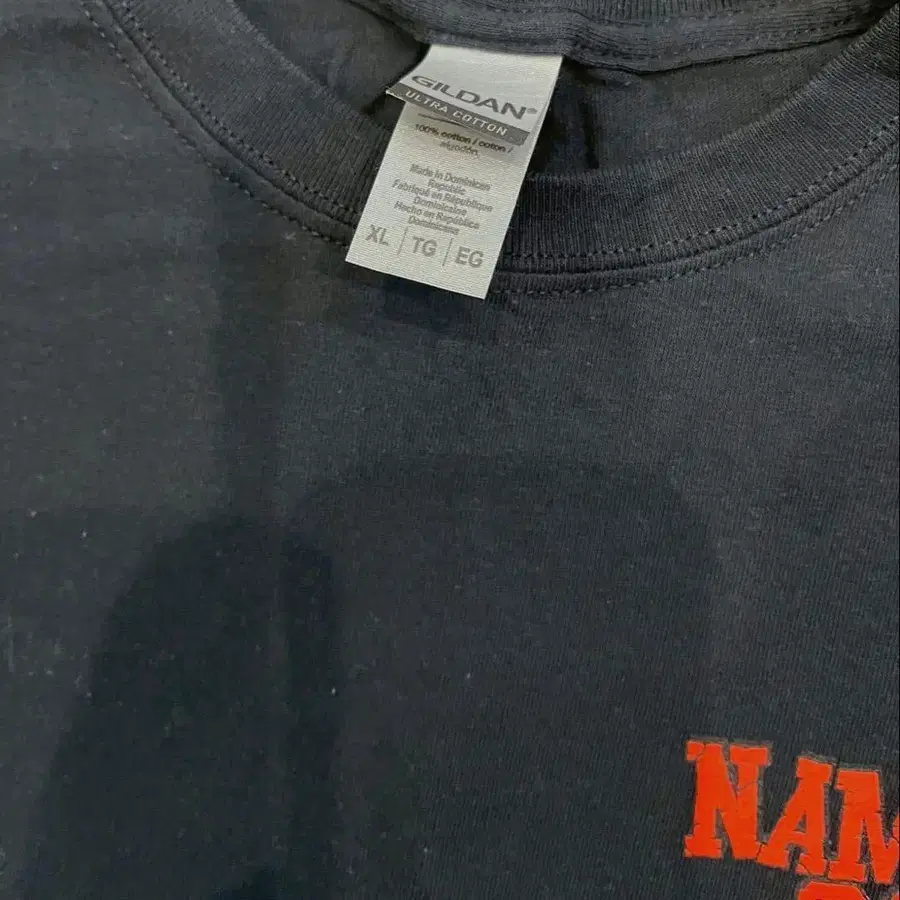 GILDAN®
ULTRA COTTON
100% cotton / coton /
algodón.
Made in Dominican
Republic
Fabriqué en République
Dominicaine
Hecho en República
Dominicana
XL | TG | EG
NAM